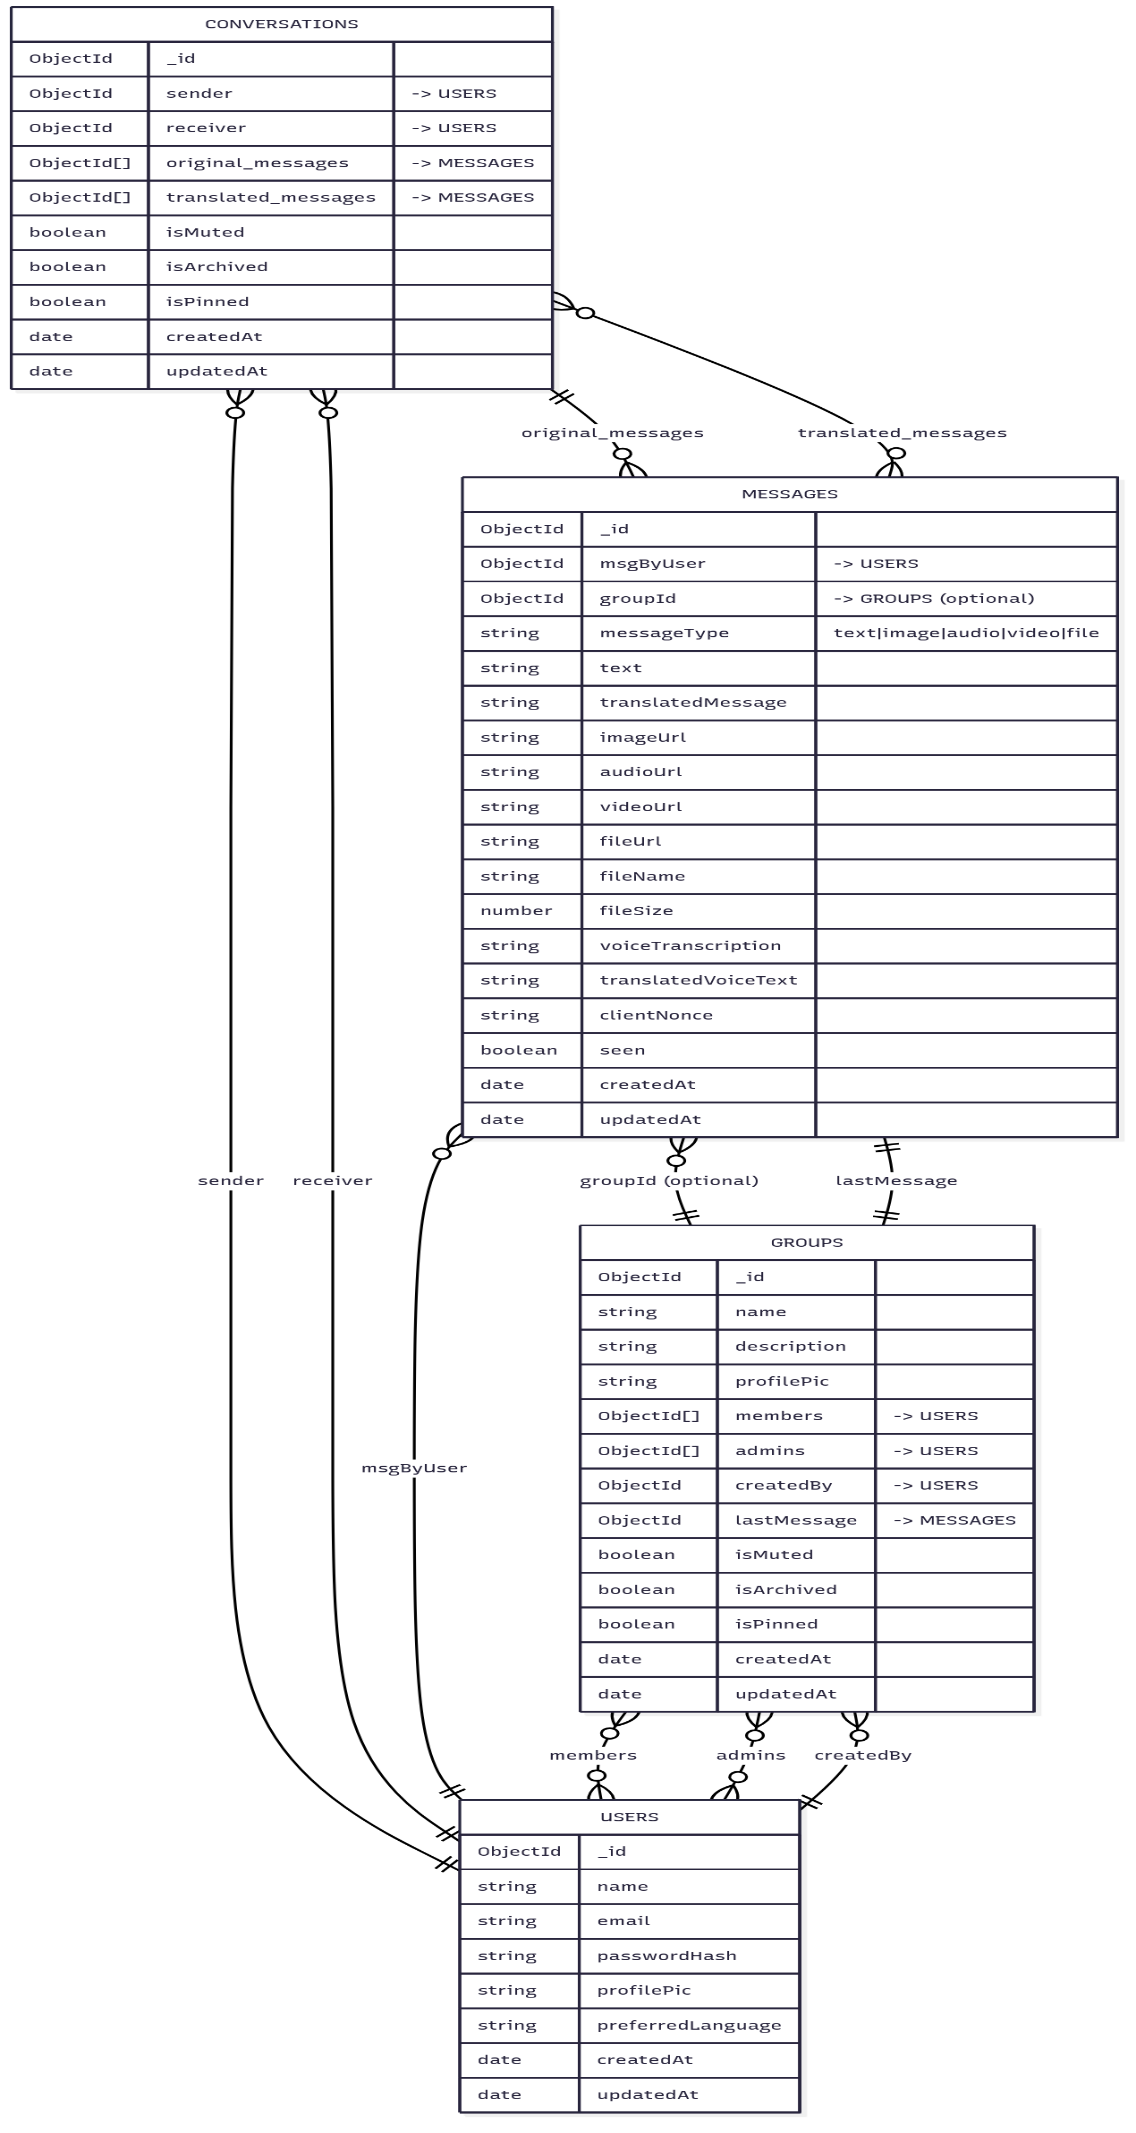 CONVERSATIONS
ObjectId _id
ObjectId sender -> USERS
ObjectId receiver -> USERS
ObjectId[] original_messages -> MESSAGES
ObjectId[] translated_messages -> MESSAGES
boolean isMuted
boolean isArchived
boolean isPinned
date createdAt
date updatedAt
original_messages translated_messages
MESSAGES
ObjectId _id
ObjectId msgByUser -> USERS
ObjectId groupId -> GROUPS (optional)
string messageType text|image|audio|video|file
string text
string translatedMessage
string imageUrl
string audioUrl
string videoUrl
string fileUrl
string fileName
number fileSize
string voiceTranscription
string translatedVoiceText
string clientNonce
boolean seen
date createdAt
date updatedAt
sender receiver groupId (optional) lastMessage
GROUPS
ObjectId _id
string name
string description
string profilePic
ObjectId[] members -> USERS
ObjectId[] admins -> USERS
msgByUser
ObjectId createdBy -> USERS
ObjectId lastMessage -> MESSAGES
boolean isMuted
boolean isArchived
boolean isPinned
date createdAt
date updatedAt
members admins createdBy
USERS
ObjectId _id
string name
string email
string passwordHash
string profilePic
string preferredLanguage
date createdAt
date updatedAt